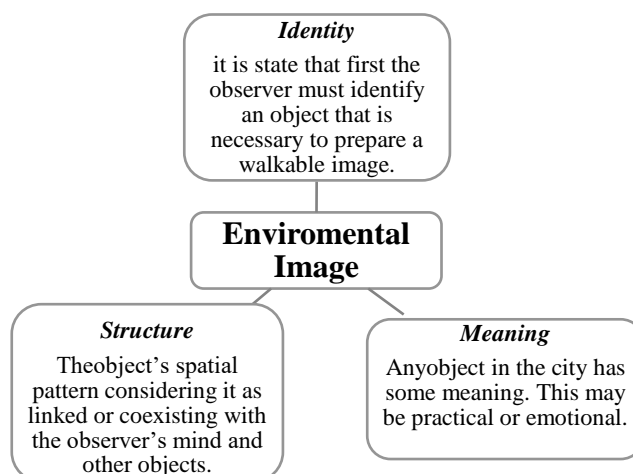 Identity
it is state that first the
observer must identify
an object that is
necessary to prepare a
walkable image.
Enviromental
Image
Structure
Theobject's spatial
pattern considering it as
linked or coexisting with
the observer's mind and
other objects.
Meaning
Anyobject in the city has
some meaning. This may
be practical or emotional.